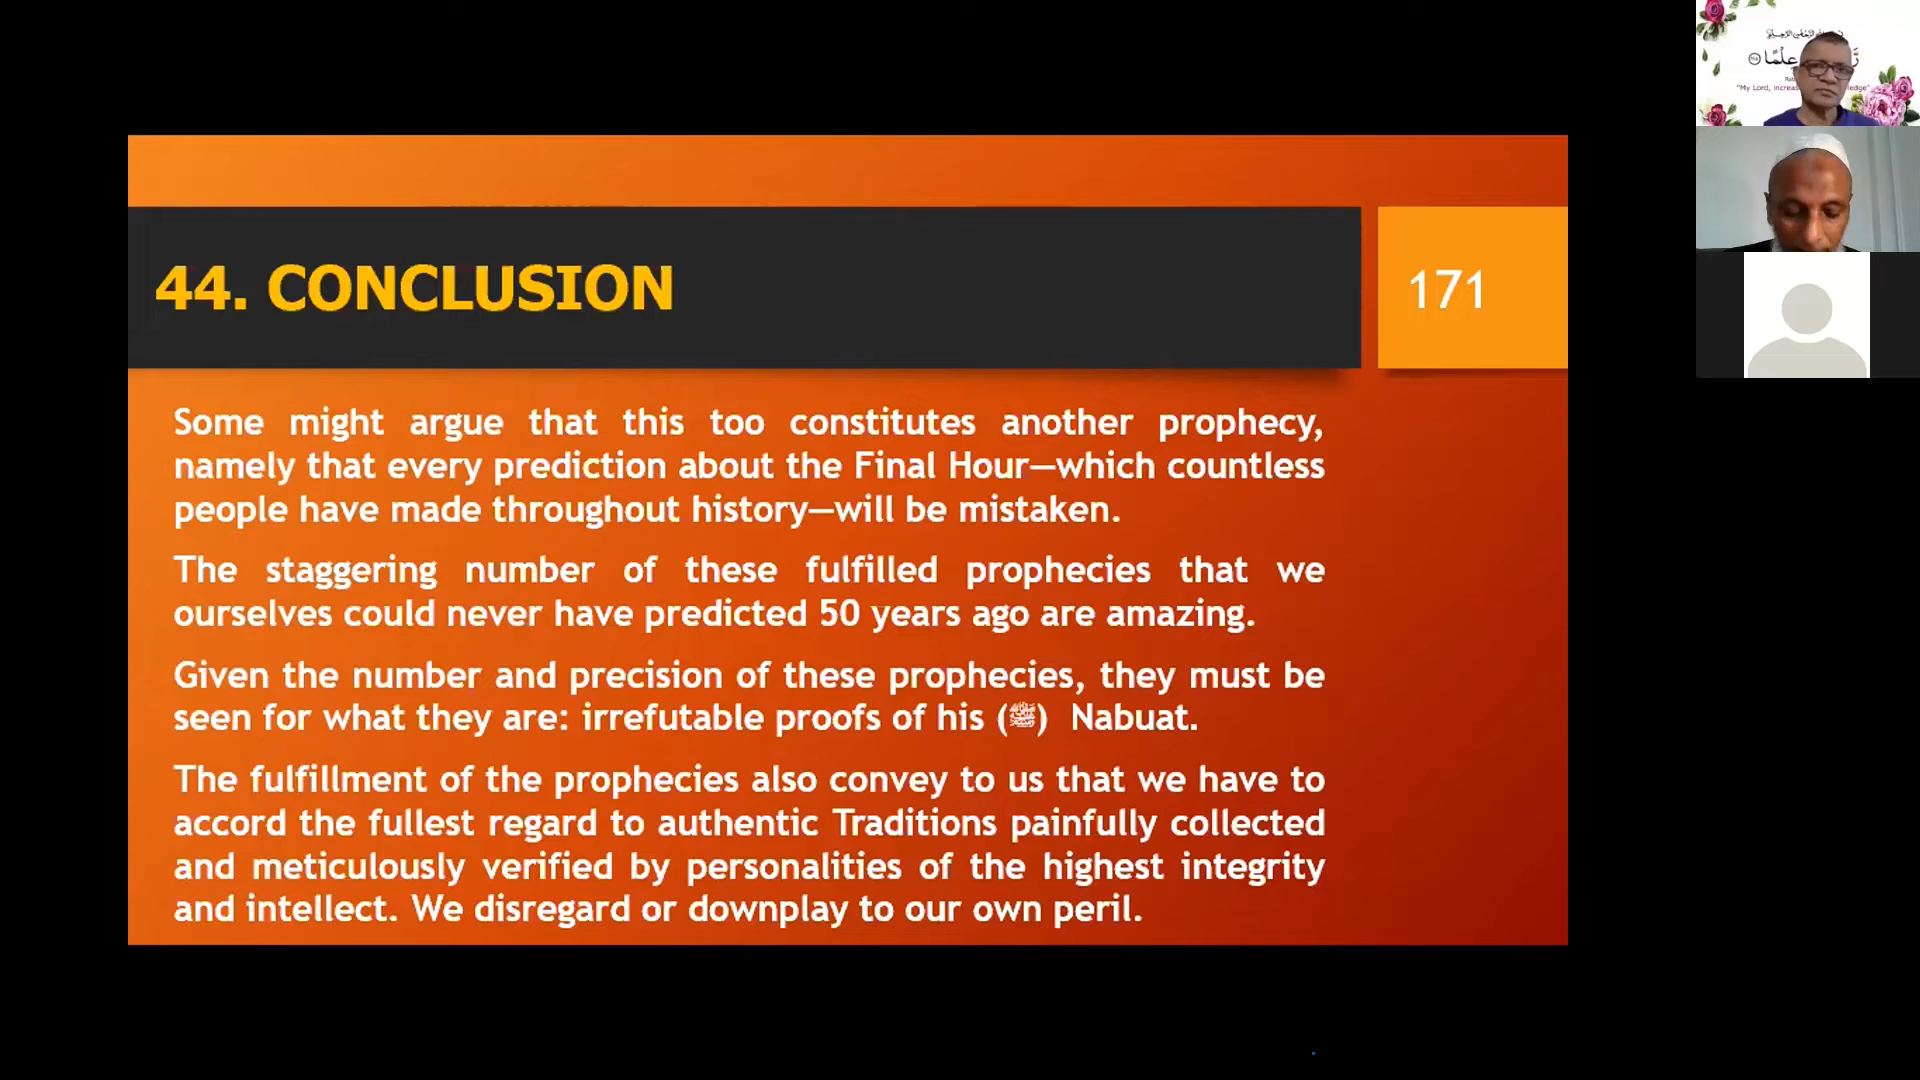 44. CONCLUSION
171
Some might argue that this too constitutes another prophecy,
namely that every prediction about the Final Hour—which countless
people have made throughout history—will be mistaken.
The staggering number of these fulfilled prophecies that we
ourselves could never have predicted 50 years ago are amazing.
Given the number and precision of these prophecies, they must be
seen for what they are: irrefutable proofs of his (ﷺ) Nabuat.
The fulfillment of the prophecies also convey to us that we have to
accord the fullest regard to authentic Traditions painfully collected
and meticulously verified by personalities of the highest integrity
and intellect. We disregard or downplay to our own peril.
عِلْمًا
"My Lord,